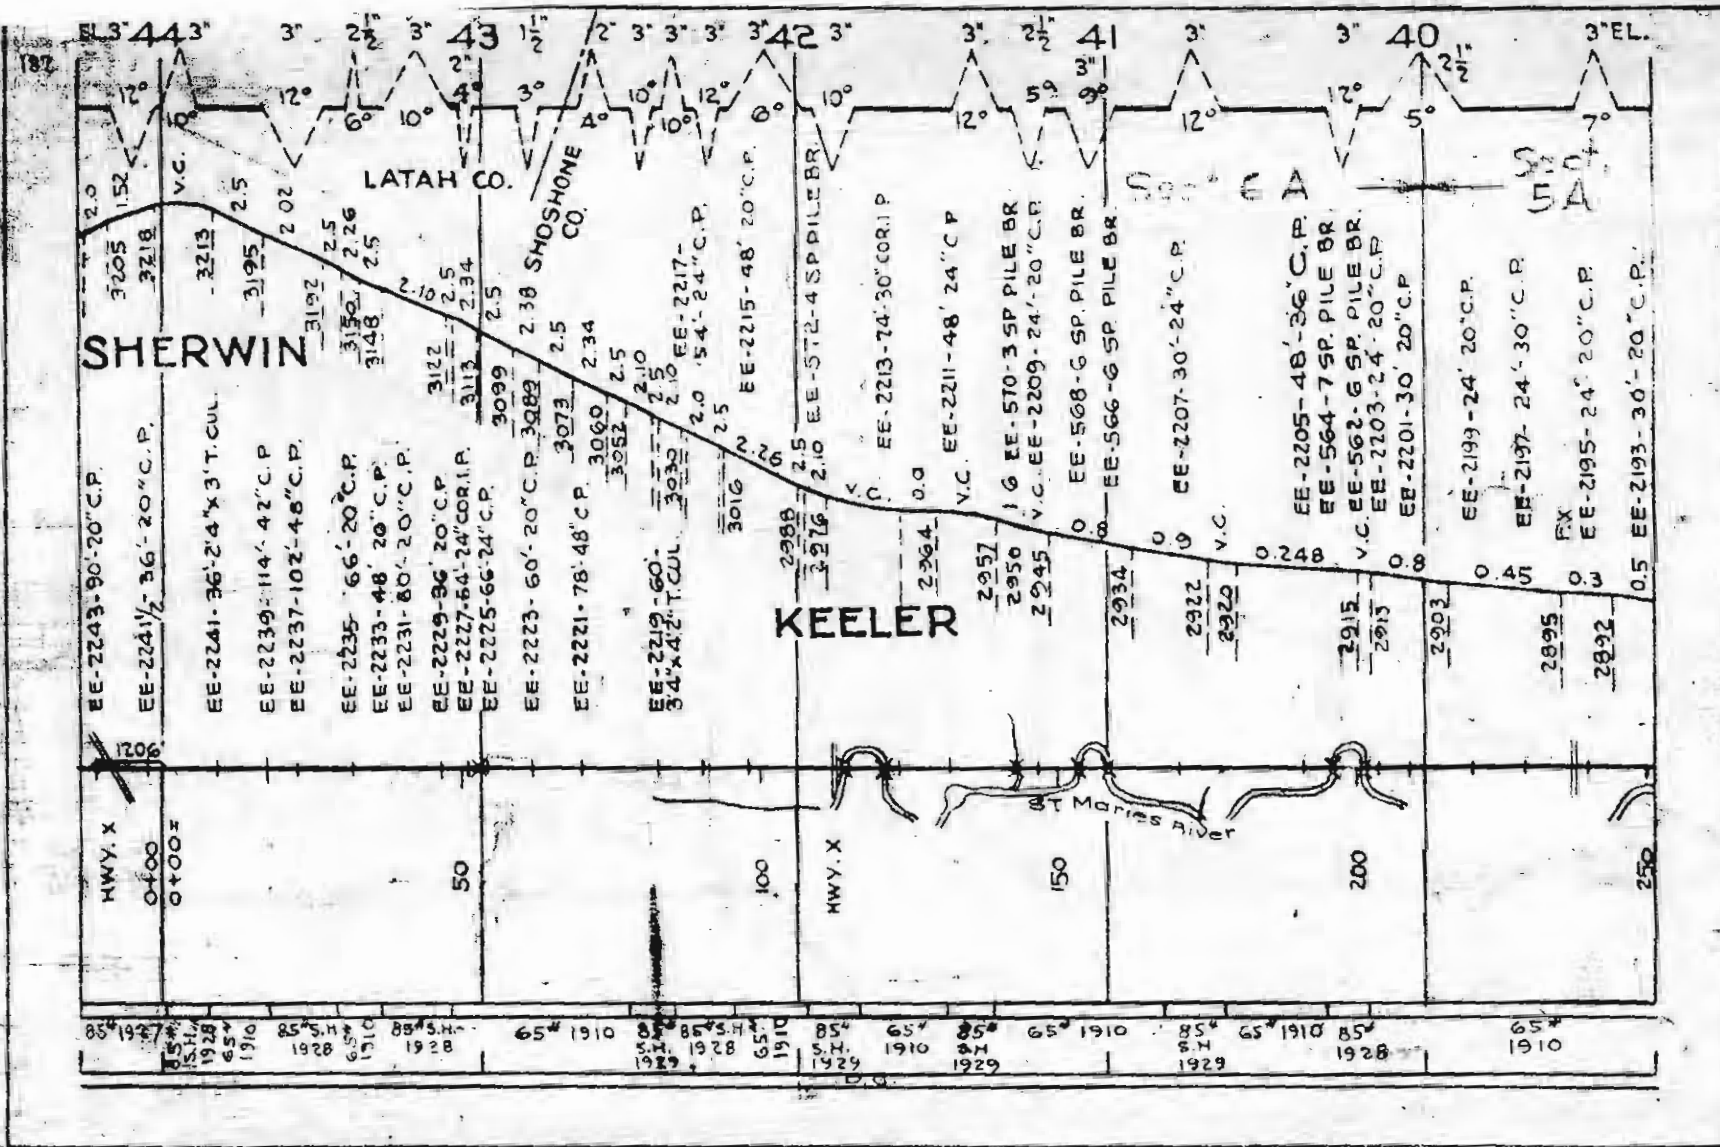 EL. 3" 44 3" 3" 2½" 3" 43 1½" 2" 3" 3" 3" 3" 42 3" 3" 2½" 41 3" 3" 40 3" EL.
187
2" 3" 2½"
12° 12° 4° 3° 10° 12° 10° 5° 9° 12°
10° 6° 10° 4° 10° 6° 12° 12° 5° 7°
LATAH CO.
SHOSHONE CO.
5A
2.0
1.52
V.C.
2.5
2.02
2.5
2.26
2.5
2.10
2.5
2.34
2.5
2.38
2.5
2.34
2.5
2.10
2.5
2.10
2.0
2.5
2.26
2.5
2.10
0.0
V.C.
1.6
V.C.
0.8
0.9
V.C.
0.248
V.C.
0.8
0.45
0.3
0.5
3205
3218
3213
3195
3192
3150
3148
3122
3113
3099
3089
3073
3060
3052
3030
3016
2988
2976
2964
2957
2950
2945
2934
2922
2920
2915
2913
2903
2895
2892
SHERWIN
KEELER
EE-2243-90'-20" C.P.
EE-2241½-36'-20" C.P.
EE-2241-36'-2'4"x3' T.CUL.
EE-2239-114'-42" C.P
EE-2237-102'-48" C.P.
EE-2235-66'-20" C.P.
EE-2233-48' 20" C.P.
EE-2231-80'-20" C.P.
EE-2229-36' 20" C.P.
EE-2227-64'-24" COR.I.P.
EE-2225-66'-24" C.P.
EE-2223-60'-20" C.P.
EE-2221-78'-48" C.P.
EE-2219-60'-
3'4"x4'2" T.CUL.
EE-2217-
54'-24" C.P.
EE-2215-48' 20" C.P.
EE-572-4 SP PILE BR.
EE-2213-74'-30" COR.I P
EE-2211-48' 24" C P
EE-570-3 SP PILE BR
EE-2209-24'-20" C.P.
EE-568-6 SP. PILE BR.
EE-566-6 SP. PILE BR.
EE-2207-30'-24" C.P.
EE-2205-48'-36" C.P.
EE-564-7 SP. PILE BR
EE-562-6 SP. PILE BR.
EE-2203-24'-20" C.P
EE-2201-30' 20" C.P
EE-2199-24' 20" C.P.
EE-2197-24'-30" C.P.
EE-2195-24'-20" C.P.
EE-2193-30'-20" C.P.
1206
ST Maries River
HWY. X
0+00
0+00=
50
100
HWY. X
150
200
250
85# 1927
85# S.H. 1928
65# 1910
85# S.H. 1928
65# 1910
85# S.H. 1928
65# 1910
S.H. 1929
85# S.H. 1928
65# 1910
85# S.H. 1929
65# 1910
85# S.H 1929
65# 1910
85# S.H 1929
65# 1910
85# 1928
65# 1910